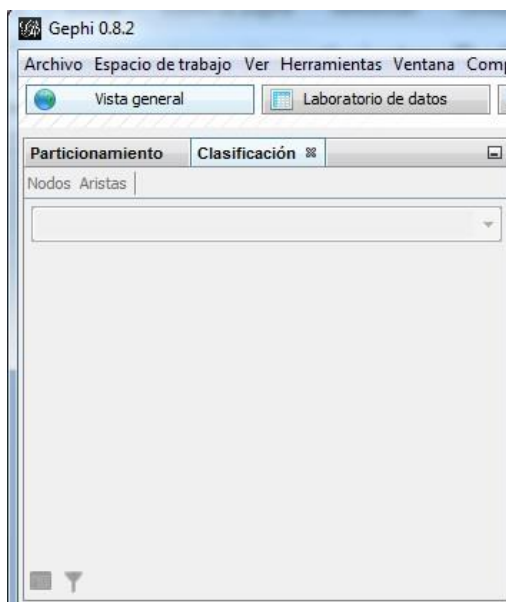 Gephi 0.8.2
Archivo Espacio de trabajo Ver Herramientas Ventana Comp
Vista general Laboratorio de datos
Particionamiento Clasificación
Nodos Aristas